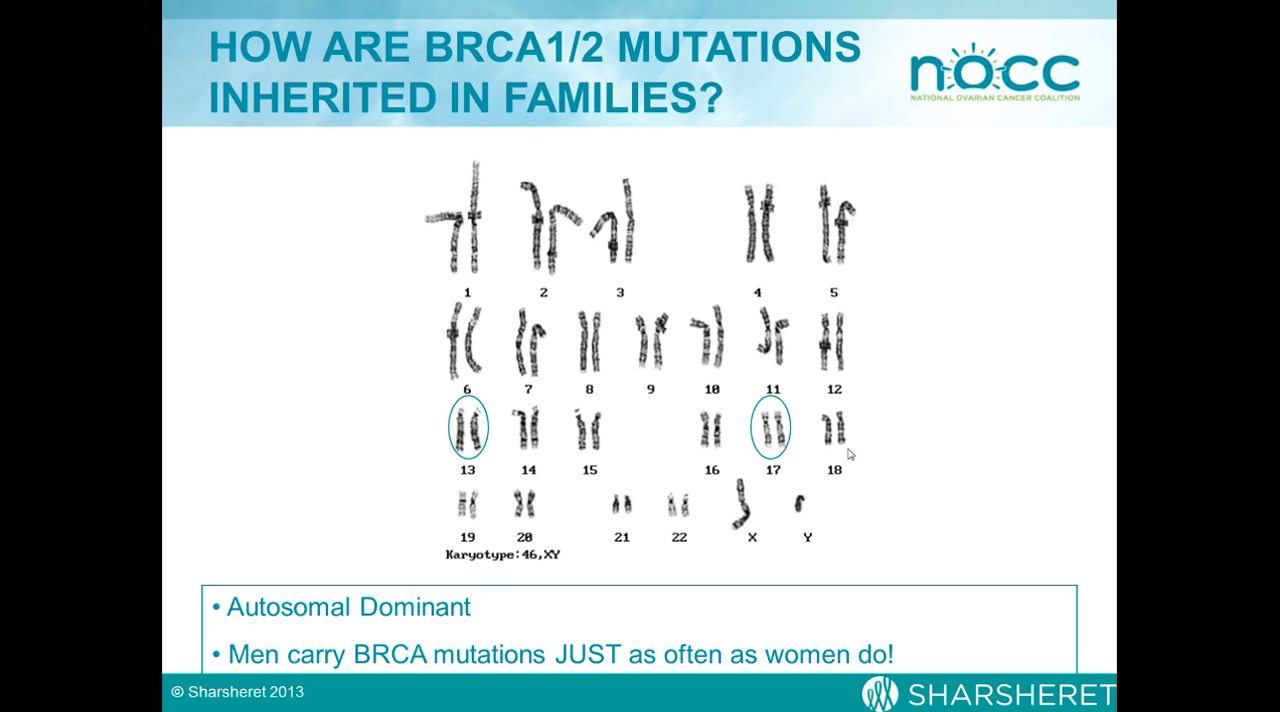 HOW ARE BRCA1/2 MUTATIONS
INHERITED IN FAMILIES?
nocc
NATIONAL OVARIAN CANCER COALITION
1 2 3 4 5
6 7 8 9 10 11 12
13 14 15 16 17 18
19 20 21 22 X Y
Karyotype:46,XY
• Autosomal Dominant
• Men carry BRCA mutations JUST as often as women do!
© Sharsheret 2013
SHARSHERET